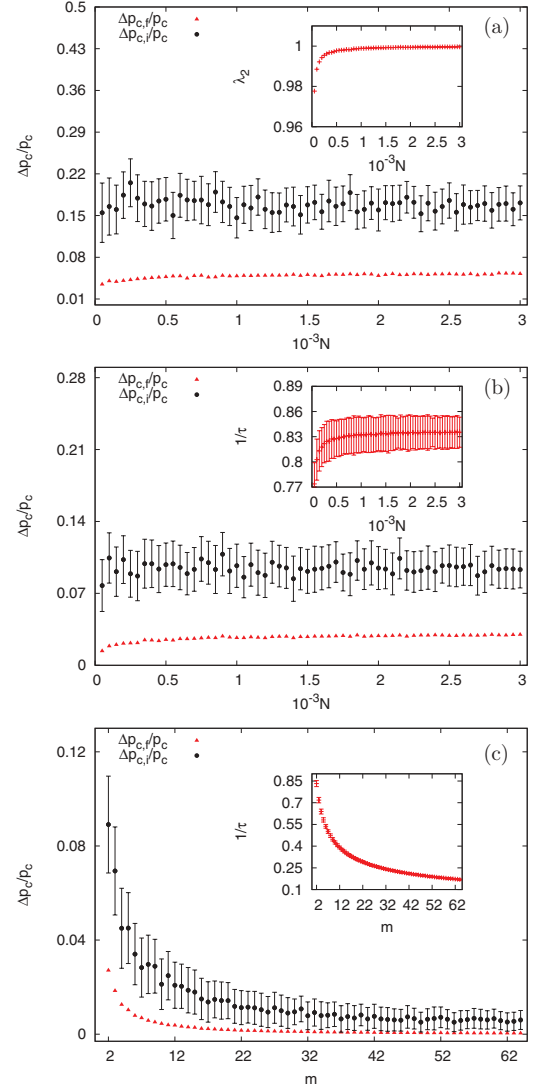 (a)
Δp_{c,f}/p_c
Δp_{c,i}/p_c
Δp_c/p_c
0.5
0.43
0.36
0.29
0.22
0.15
0.08
0.01
0 0.5 1 1.5 2 2.5 3
10^{-3}N
λ_2
1
0.98
0.96
0 0.5 1 1.5 2 2.5 3
10^{-3}N
(b)
Δp_{c,f}/p_c
Δp_{c,i}/p_c
Δp_c/p_c
0.28
0.21
0.14
0.07
0
0 0.5 1 1.5 2 2.5 3
10^{-3}N
1/τ
0.89
0.86
0.83
0.8
0.77
0 0.5 1 1.5 2 2.5 3
10^{-3}N
(c)
Δp_{c,f}/p_c
Δp_{c,i}/p_c
Δp_c/p_c
0.12
0.08
0.04
0
2 12 22 32 42 52 62
m
1/τ
0.85
0.7
0.55
0.4
0.25
0.1
2 12 22 32 42 52 62
m